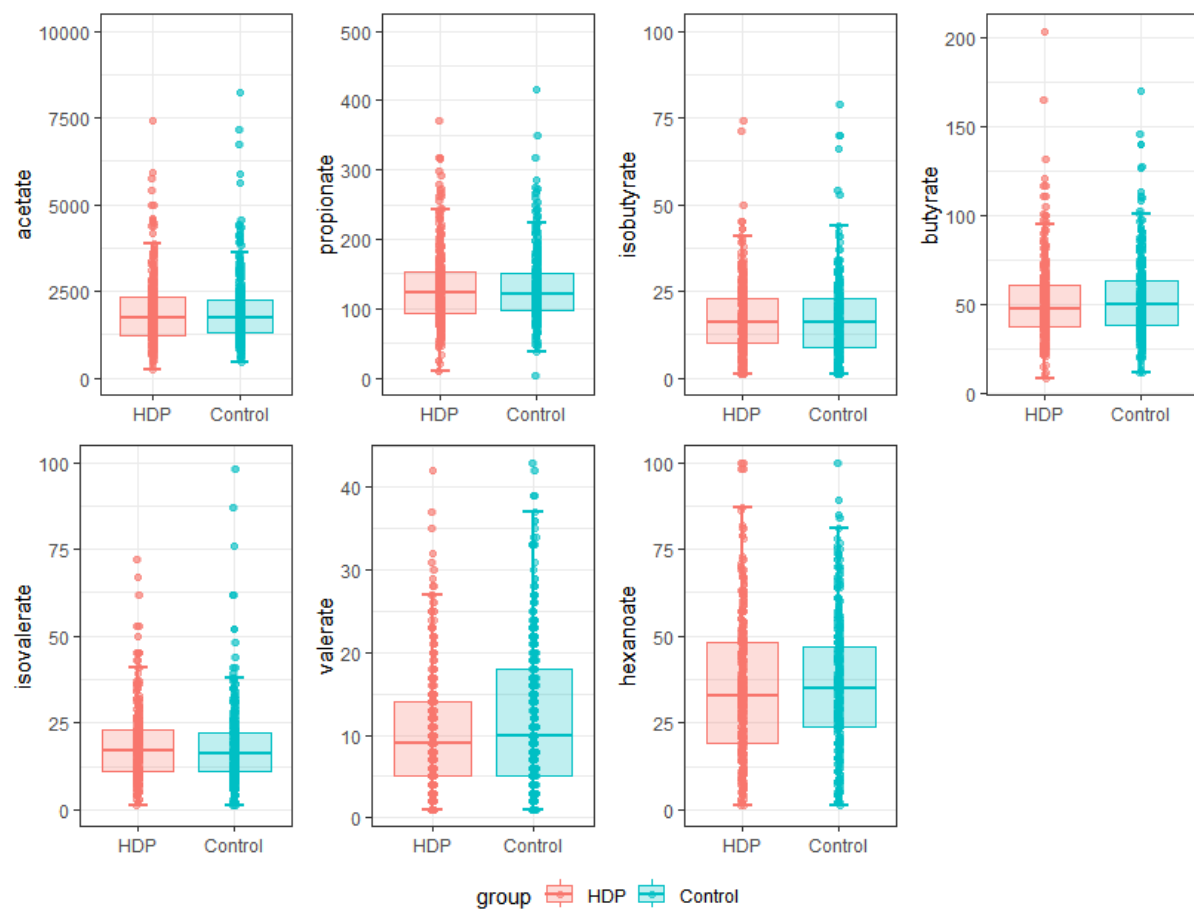 acetate
10000
7500
5000
2500
0
HDP Control
propionate
500
400
300
200
100
0
HDP Control
isobutyrate
100
75
50
25
0
HDP Control
butyrate
200
150
100
50
0
HDP Control
isovalerate
100
75
50
25
0
HDP Control
valerate
40
30
20
10
0
HDP Control
hexanoate
100
75
50
25
0
HDP Control
group HDP Control